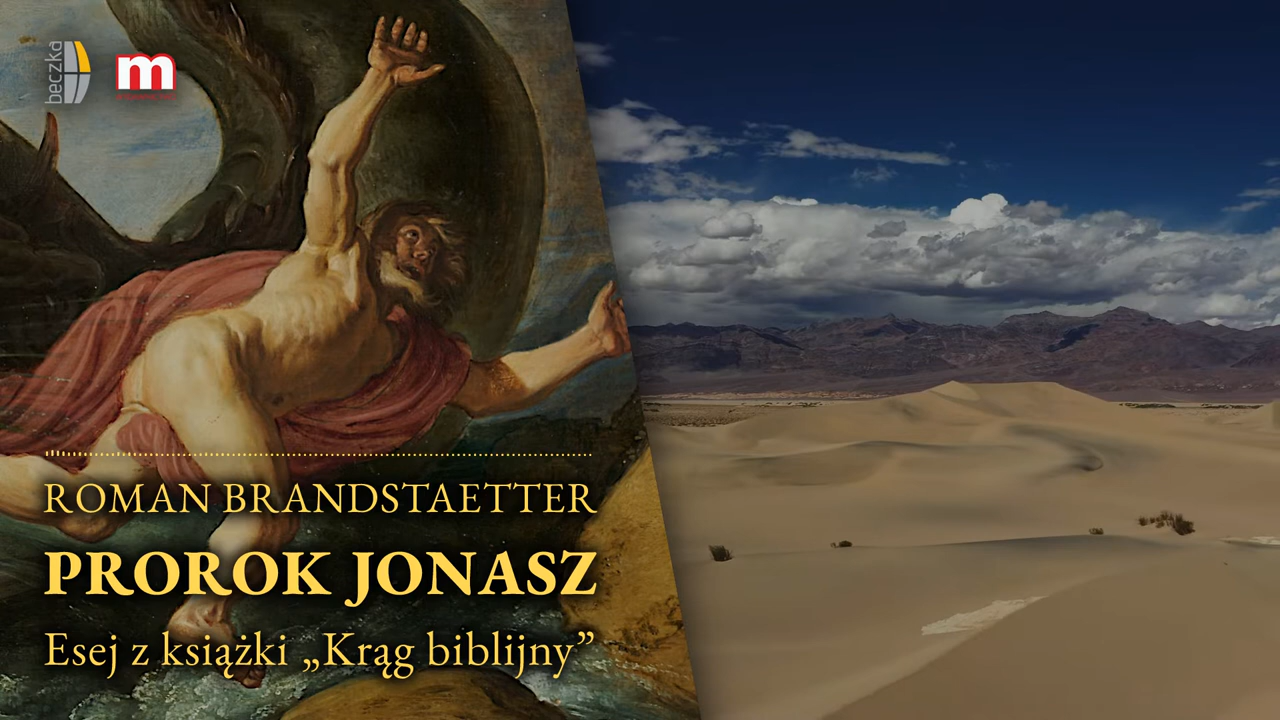 beczka
m
ROMAN BRANDSTAETTER
PROROK JONASZ
Esej z książki „Krąg biblijny”